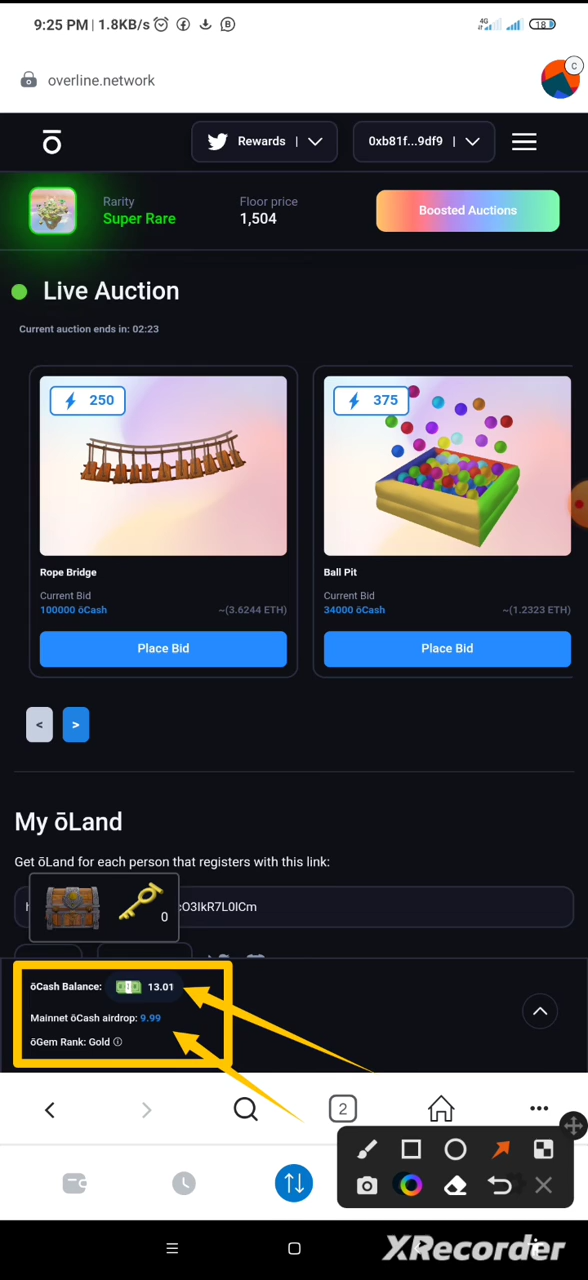 9:25 PM | 1.8KB/s
4G
18
overline.network
C
ō
Rewards |
0xb81f...9df9 |
Rarity
Super Rare
Floor price
1,504
Boosted Auctions
Live Auction
Current auction ends in: 02:23
250
375
Rope Bridge
Ball Pit
Current Bid
100000 ōCash
~(3.6244 ETH)
Current Bid
34000 ōCash
~(1.2323 ETH)
Place Bid
Place Bid
<
>
My ōLand
Get ōLand for each person that registers with this link:
0
ōCash Balance:
13.01
Mainnet ōCash airdrop: 9.99
ōGem Rank: Gold
2
XRecorder